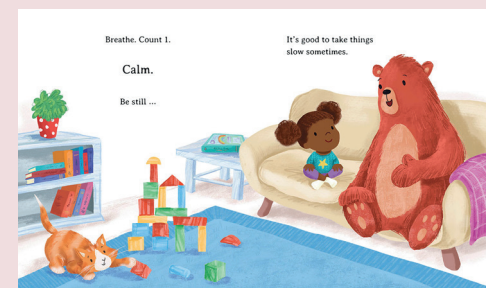 Breathe. Count 1.
Calm.
Be still ...
It's good to take things
slow sometimes.